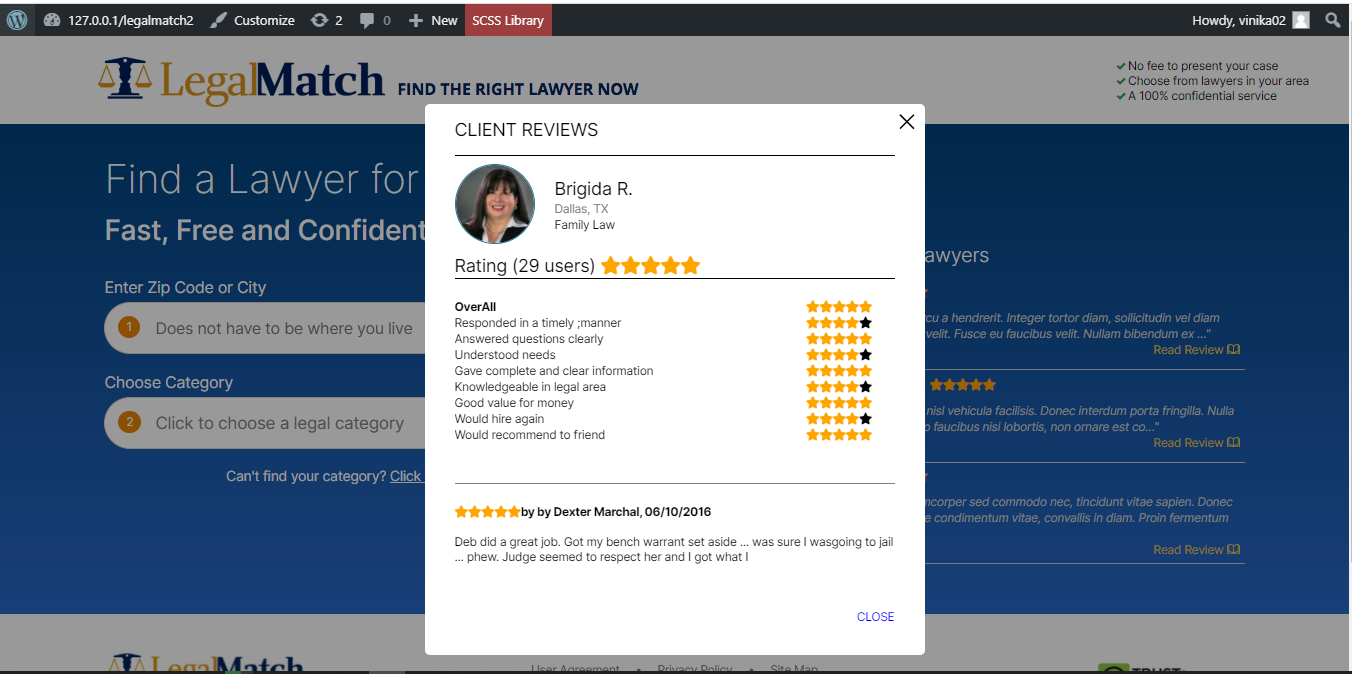 127.0.0.1/legalmatch2 Customize 2 0 New SCSS Library Howdy, vinika02
LegalMatch FIND THE RIGHT LAWYER NOW
No fee to present your case
Choose from lawyers in your area
A 100% confidential service
CLIENT REVIEWS
Brigida R.
Dallas, TX
Family Law
Rating (29 users)
OverAll
Responded in a timely ;manner
Answered questions clearly
Understood needs
Gave complete and clear information
Knowledgeable in legal area
Good value for money
Would hire again
Would recommend to friend
by by Dexter Marchal, 06/10/2016
Deb did a great job. Got my bench warrant set aside ... was sure I wasgoing to jail
... phew. Judge seemed to respect her and I got what I
CLOSE
Find a Lawyer for
Fast, Free and Confident
Enter Zip Code or City
1 Does not have to be where you live
Choose Category
2 Click to choose a legal category
Can't find your category? Click
awyers
cu a hendrerit. Integer tortor diam, sollicitudin vel diam
velit. Fusce eu faucibus velit. Nullam bibendum ex ..."
Read Review
nisl vehicula facilisis. Donec interdum porta fringilla. Nulla
o faucibus nisi lobortis, non ornare est co..."
Read Review
ncorper sed commodo nec, tincidunt vitae sapien. Donec
e condimentum vitae, convallis in diam. Proin fermentum
Read Review
LegalMatch
User Agreement • Privacy Policy • Site Map
TRUST